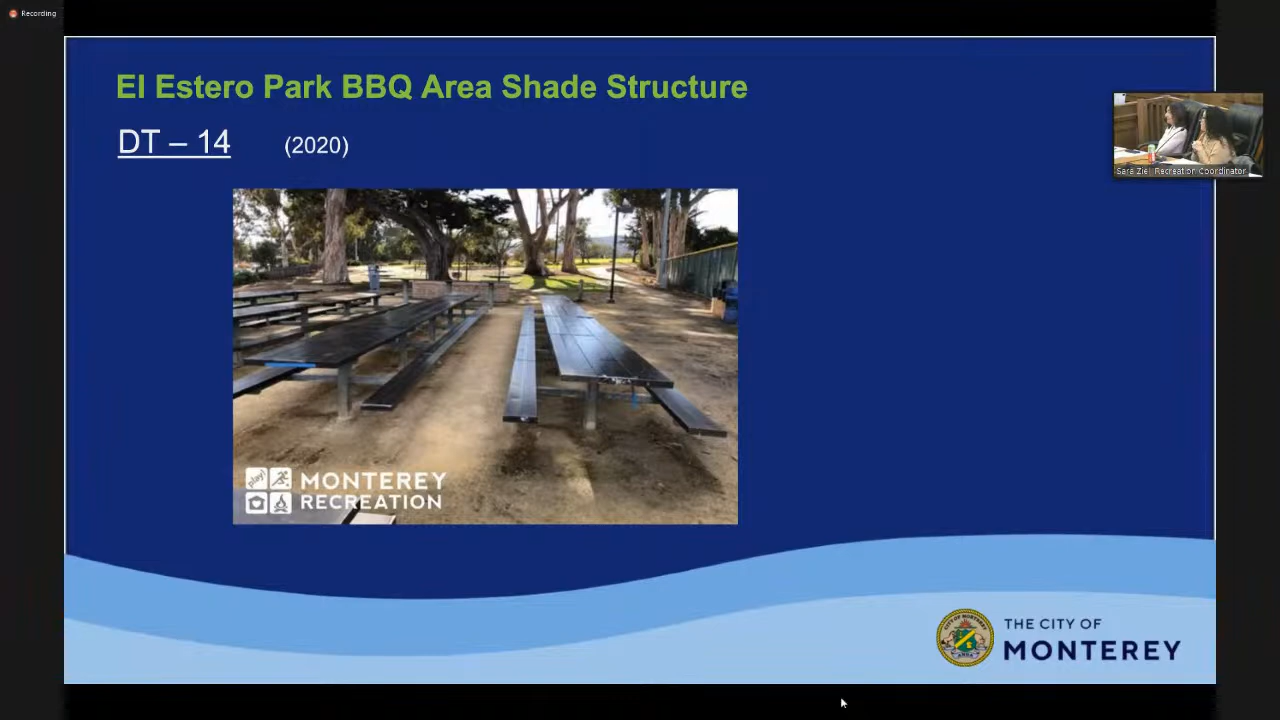 Recording
El Estero Park BBQ Area Shade Structure
DT – 14 (2020)
Sara Ziel, Recreation Coordinator
play!
MONTEREY
RECREATION
THE CITY OF
MONTEREY